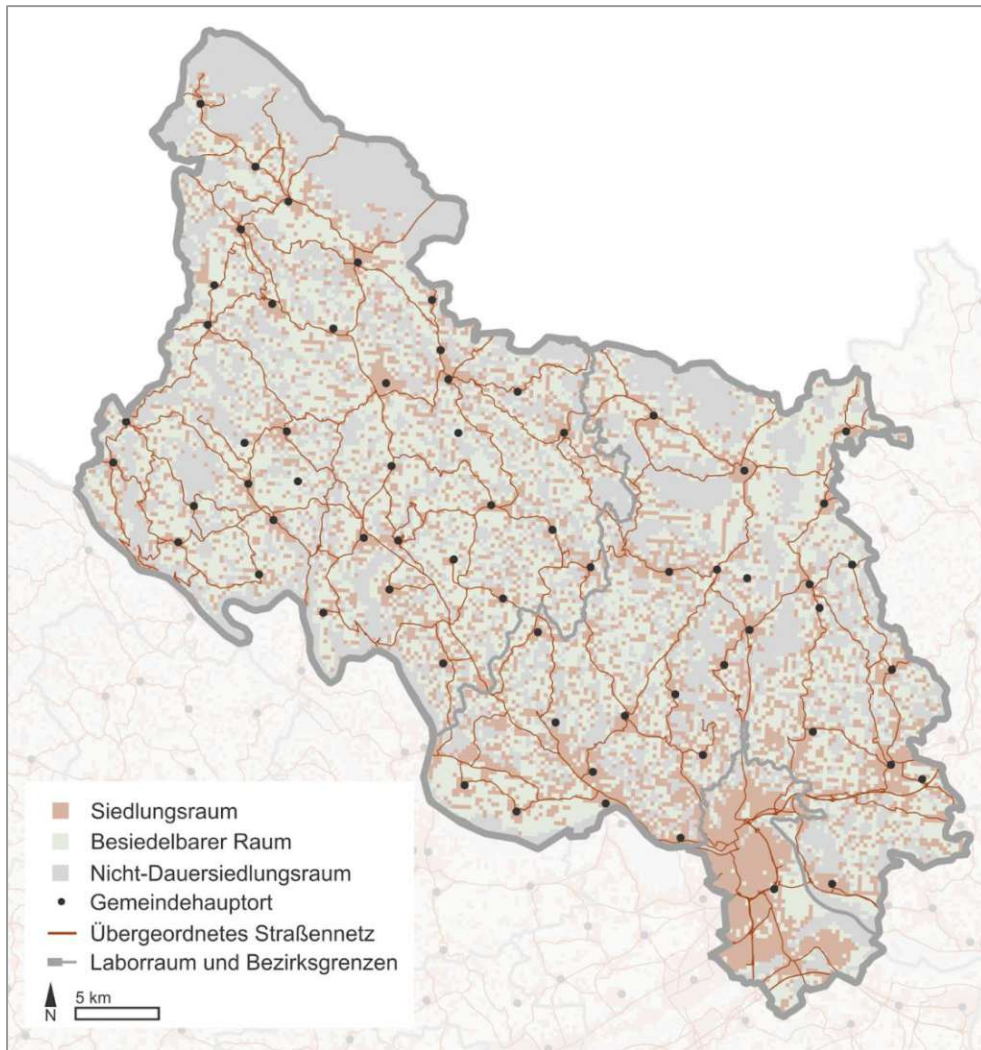 Siedlungsraum
Besiedelbarer Raum
Nicht-Dauersiedlungsraum
Gemeindehauptort
Übergeordnetes Straßennetz
Laborraum und Bezirksgrenzen
5 km
N